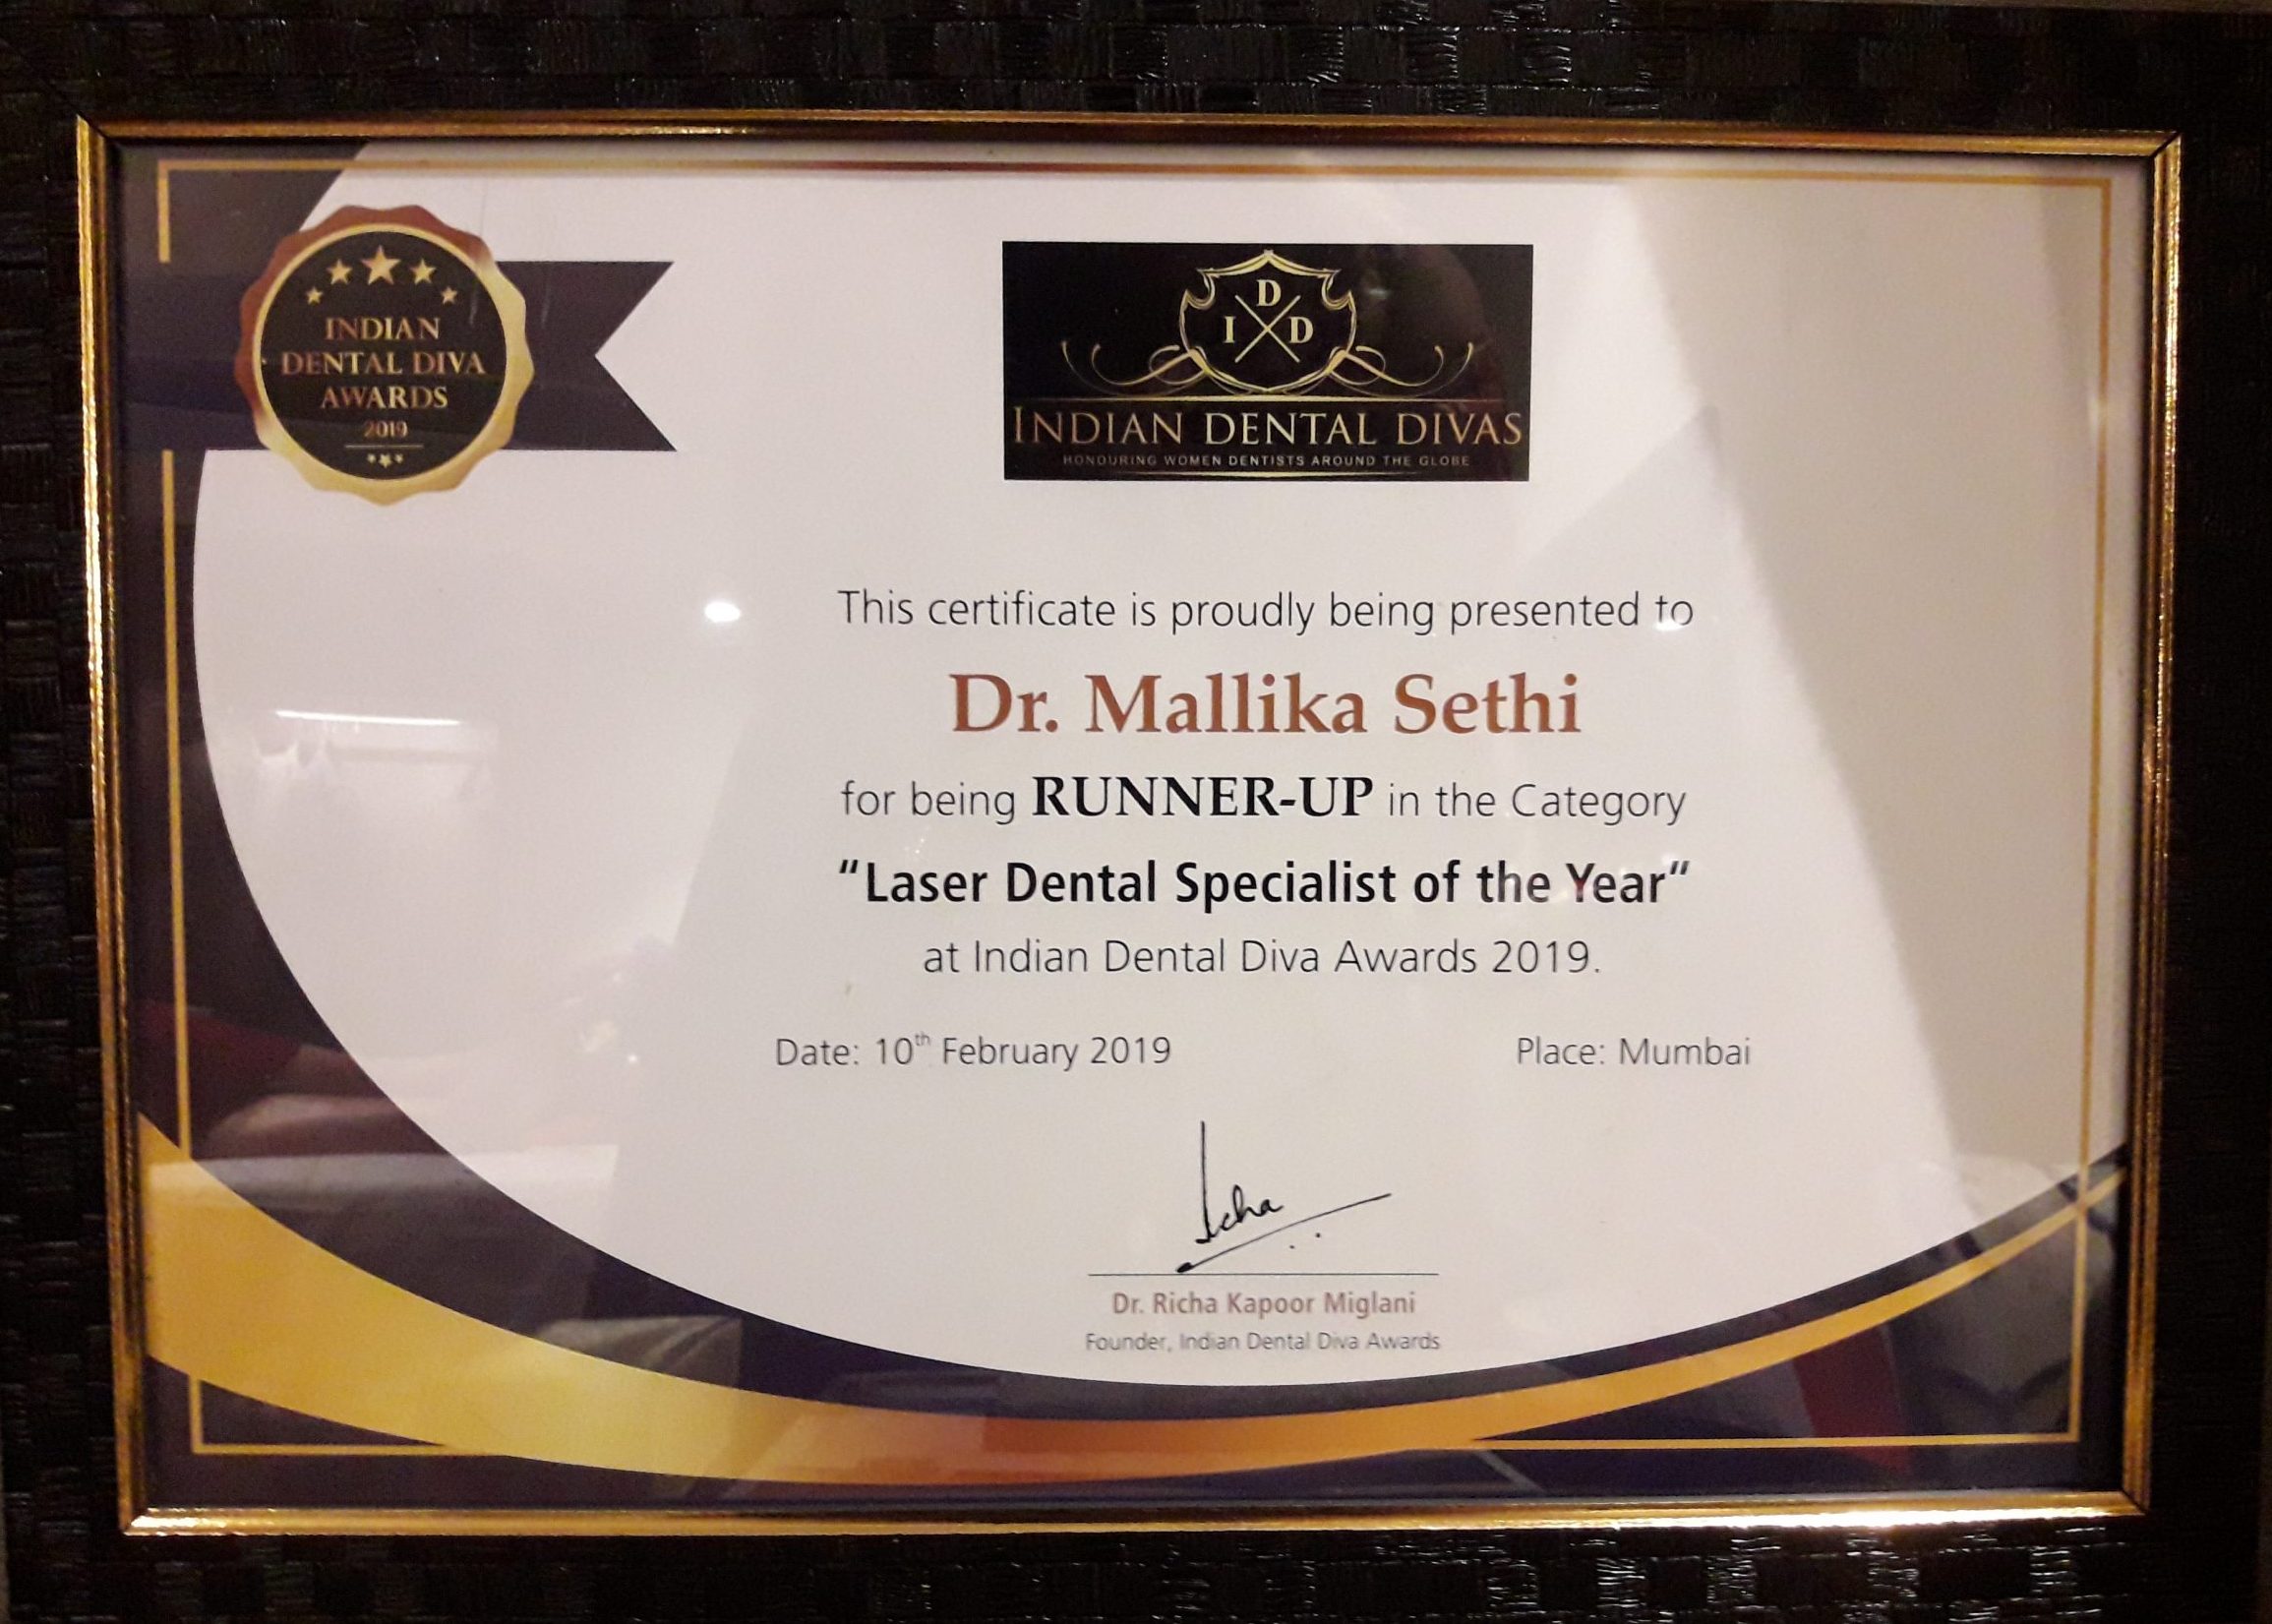 INDIAN
DENTAL DIVA
AWARDS
2019
D
I D
INDIAN DENTAL DIVAS
HONOURING WOMEN DENTISTS AROUND THE GLOBE
This certificate is proudly being presented to
Dr. Mallika Sethi
for being RUNNER-UP in the Category
“Laser Dental Specialist of the Year“
at Indian Dental Diva Awards 2019.
Date: 10th February 2019 Place: Mumbai
Dr. Richa Kapoor Miglani
Founder, Indian Dental Diva Awards